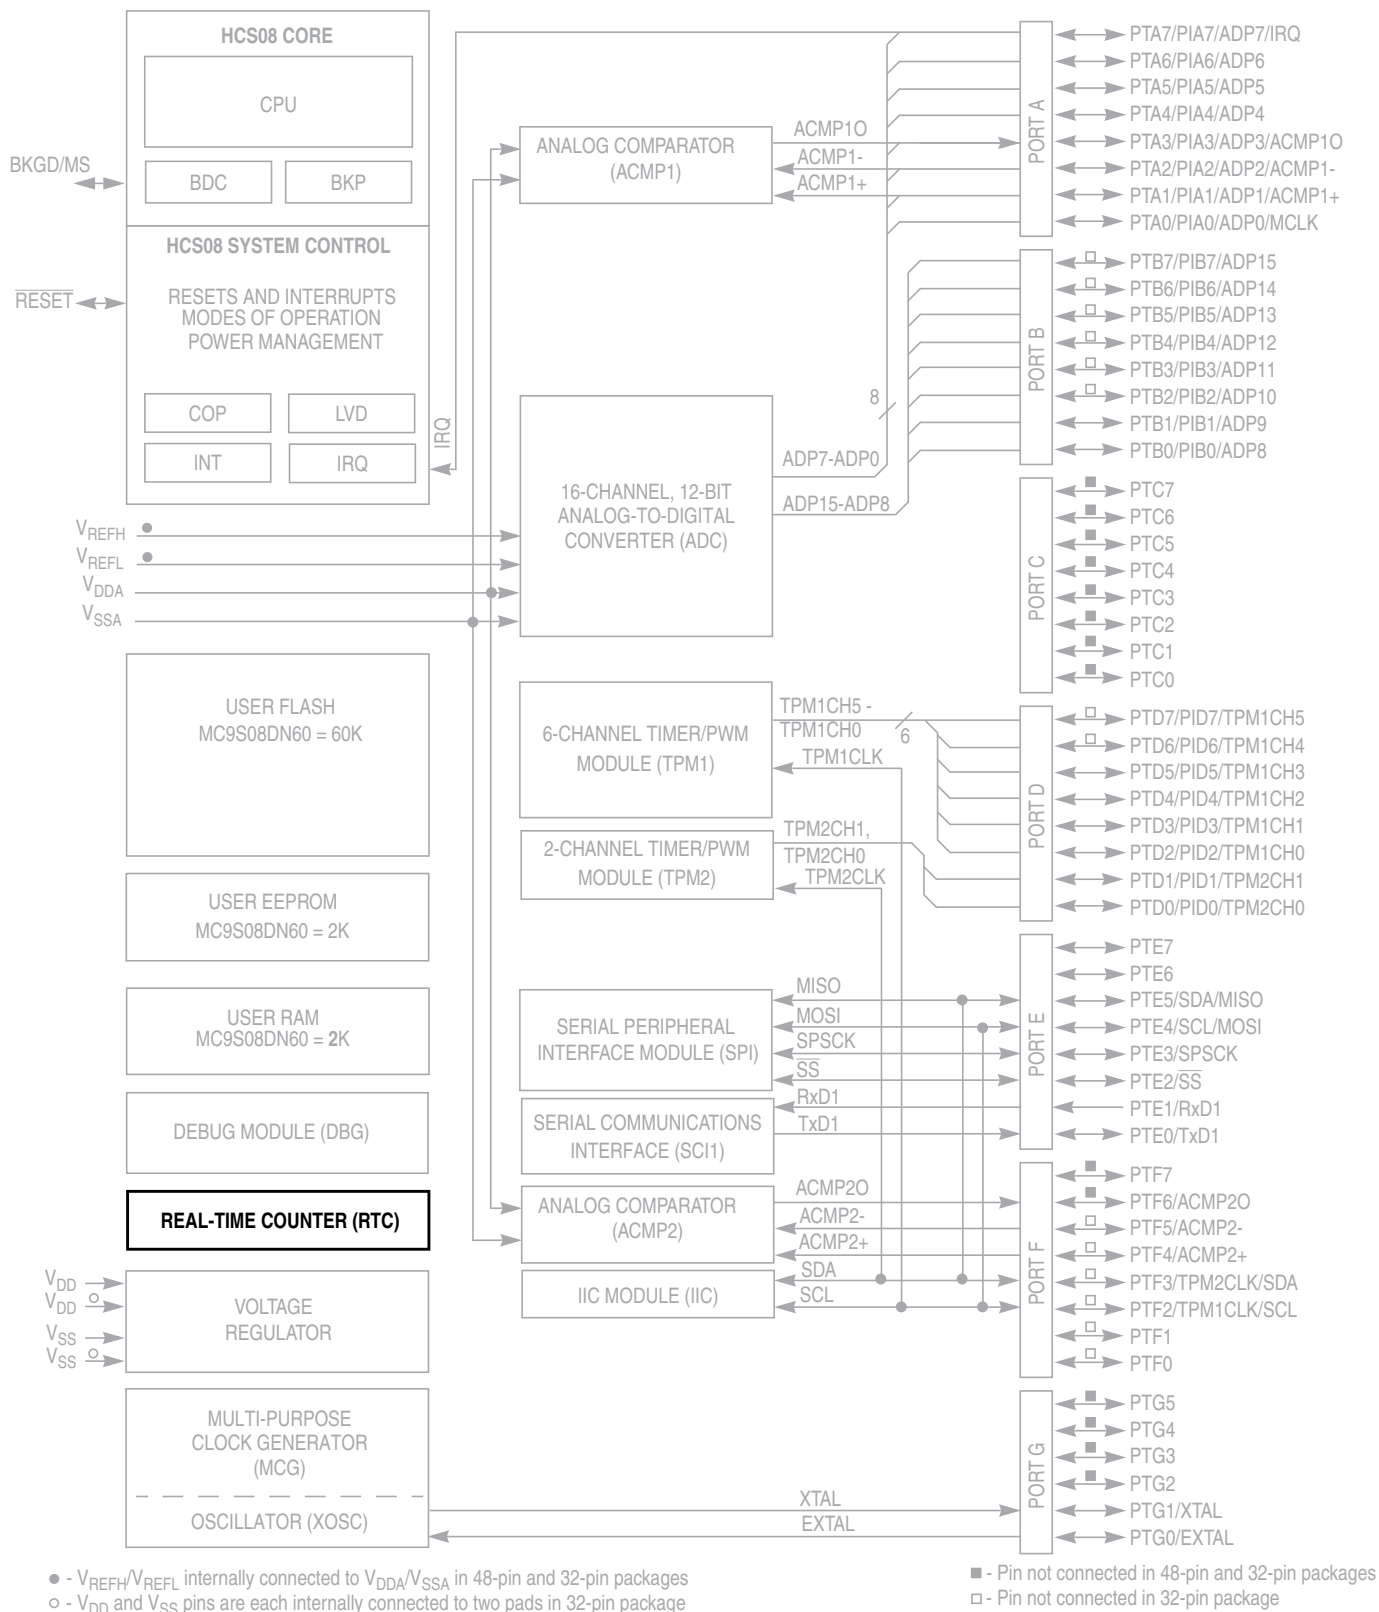 HCS08 CORE
CPU
BDC
BKP
BKGD/MS
HCS08 SYSTEM CONTROL
RESET
RESETS AND INTERRUPTS
MODES OF OPERATION
POWER MANAGEMENT
COP
LVD
INT
IRQ
IRQ
VREFH
VREFL
VDDA
VSSA
USER FLASH
MC9S08DN60 = 60K
USER EEPROM
MC9S08DN60 = 2K
USER RAM
MC9S08DN60 = 2K
DEBUG MODULE (DBG)
REAL-TIME COUNTER (RTC)
VDD
VDD
VSS
VSS
VOLTAGE
REGULATOR
MULTI-PURPOSE
CLOCK GENERATOR
(MCG)
OSCILLATOR (XOSC)
ANALOG COMPARATOR
(ACMP1)
ACMP1O
ACMP1-
ACMP1+
16-CHANNEL, 12-BIT
ANALOG-TO-DIGITAL
CONVERTER (ADC)
8
ADP7-ADP0
ADP15-ADP8
6-CHANNEL TIMER/PWM
MODULE (TPM1)
TPM1CH5 -
TPM1CH0
6
TPM1CLK
2-CHANNEL TIMER/PWM
MODULE (TPM2)
TPM2CH1,
TPM2CH0
TPM2CLK
SERIAL PERIPHERAL
INTERFACE MODULE (SPI)
MISO
MOSI
SPSCK
SS
SERIAL COMMUNICATIONS
INTERFACE (SCI1)
RxD1
TxD1
ANALOG COMPARATOR
(ACMP2)
ACMP2O
ACMP2-
ACMP2+
IIC MODULE (IIC)
SDA
SCL
XTAL
EXTAL
PORT A
PTA7/PIA7/ADP7/IRQ
PTA6/PIA6/ADP6
PTA5/PIA5/ADP5
PTA4/PIA4/ADP4
PTA3/PIA3/ADP3/ACMP1O
PTA2/PIA2/ADP2/ACMP1-
PTA1/PIA1/ADP1/ACMP1+
PTA0/PIA0/ADP0/MCLK
PORT B
PTB7/PIB7/ADP15
PTB6/PIB6/ADP14
PTB5/PIB5/ADP13
PTB4/PIB4/ADP12
PTB3/PIB3/ADP11
PTB2/PIB2/ADP10
PTB1/PIB1/ADP9
PTB0/PIB0/ADP8
PORT C
PTC7
PTC6
PTC5
PTC4
PTC3
PTC2
PTC1
PTC0
PORT D
PTD7/PID7/TPM1CH5
PTD6/PID6/TPM1CH4
PTD5/PID5/TPM1CH3
PTD4/PID4/TPM1CH2
PTD3/PID3/TPM1CH1
PTD2/PID2/TPM1CH0
PTD1/PID1/TPM2CH1
PTD0/PID0/TPM2CH0
PORT E
PTE7
PTE6
PTE5/SDA/MISO
PTE4/SCL/MOSI
PTE3/SPSCK
PTE2/SS
PTE1/RxD1
PTE0/TxD1
PORT F
PTF7
PTF6/ACMP2O
PTF5/ACMP2-
PTF4/ACMP2+
PTF3/TPM2CLK/SDA
PTF2/TPM1CLK/SCL
PTF1
PTF0
PORT G
PTG5
PTG4
PTG3
PTG2
PTG1/XTAL
PTG0/EXTAL
● - VREFH/VREFL internally connected to VDDA/VSSA in 48-pin and 32-pin packages
○ - VDD and VSS pins are each internally connected to two pads in 32-pin package
■ - Pin not connected in 48-pin and 32-pin packages
□ - Pin not connected in 32-pin package